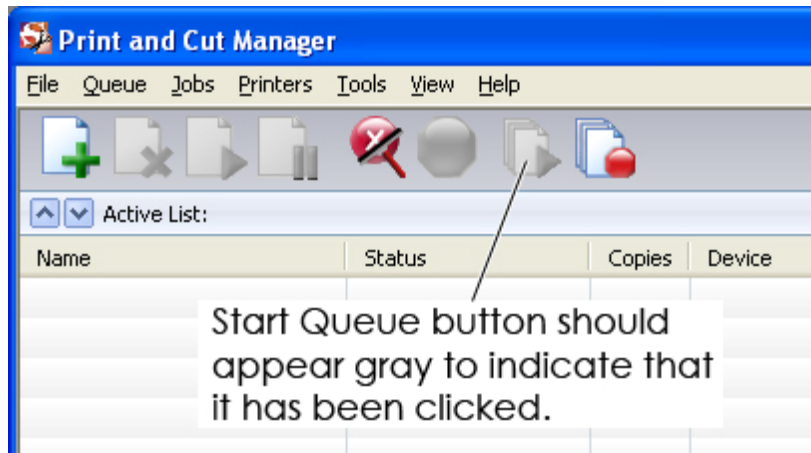 Print and Cut Manager
File Queue Jobs Printers Tools View Help
Active List:
Name Status Copies Device
Start Queue button should
appear gray to indicate that
it has been clicked.